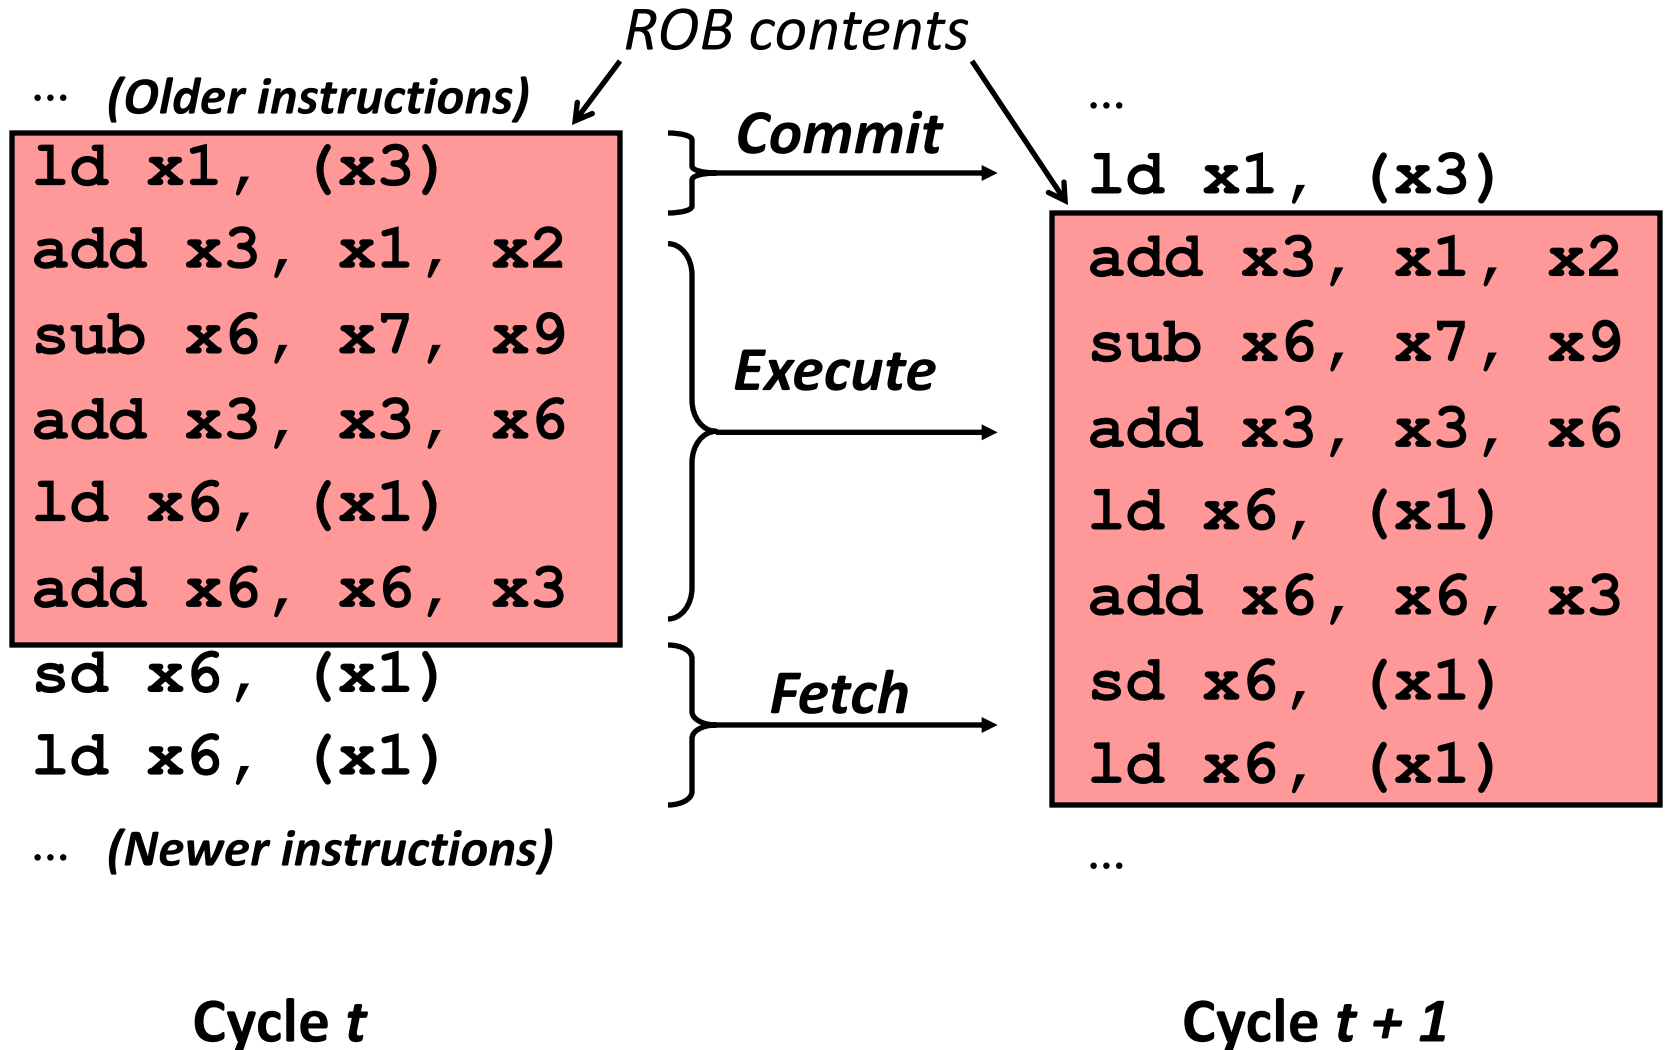 ROB contents
... (Older instructions)
ld x1, (x3)
add x3, x1, x2
sub x6, x7, x9
add x3, x3, x6
ld x6, (x1)
add x6, x6, x3
sd x6, (x1)
ld x6, (x1)
... (Newer instructions)
Cycle t
Commit
Execute
Fetch
...
ld x1, (x3)
add x3, x1, x2
sub x6, x7, x9
add x3, x3, x6
ld x6, (x1)
add x6, x6, x3
sd x6, (x1)
ld x6, (x1)
...
Cycle t + 1